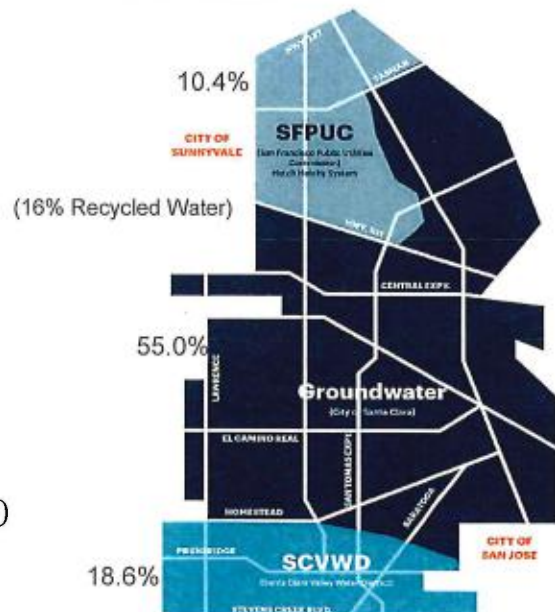 HWY. 237
10.4%
TASMAN
CITY OF
SUNNYVALE
SFPUC
(San Francisco Public Utilities
Commission)
Hetch Hetchy System
(16% Recycled Water)
HWY. 101
CENTRAL EXPY.
55.0%
LAWRENCE
Groundwater
(City of Santa Clara)
EL CAMINO REAL
SAN TOMAS EXPY.
HOMESTEAD
SARATOGA
CITY OF
SAN JOSE
PRUNERIDGE
SCVWD
(Santa Clara Valley Water District)
18.6%
STEVENS CREEK BLVD.